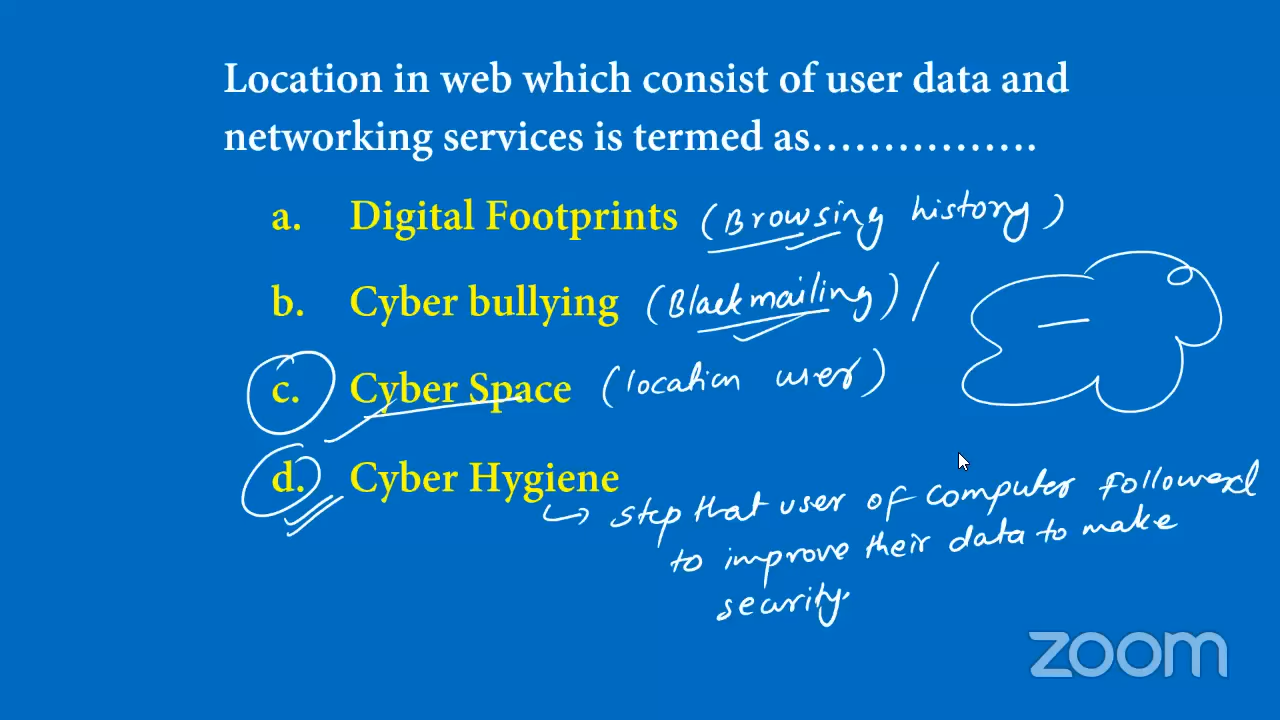 Location in web which consist of user data and
networking services is termed as................
a. Digital Footprints (Browsing history)
b. Cyber bullying (Blackmailing) /
c. Cyber Space (location user)
d. Cyber Hygiene
step that user of computer followed
to improve their data to make
security.
zoom